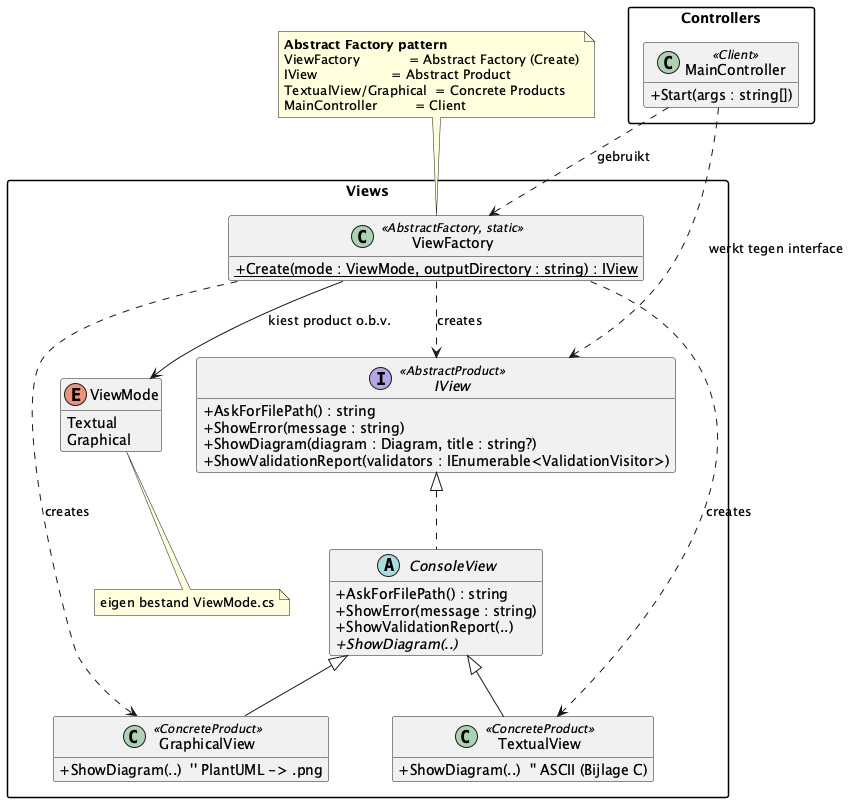 Controllers
«Client»
C MainController
+Start(args : string[])
Abstract Factory pattern
ViewFactory = Abstract Factory (Create)
IView = Abstract Product
TextualView/Graphical = Concrete Products
MainController = Client
gebruikt
werkt tegen interface
Views
«AbstractFactory, static»
C ViewFactory
+Create(mode : ViewMode, outputDirectory : string) : IView
kiest product o.b.v.
creates
E ViewMode
Textual
Graphical
«AbstractProduct»
I IView
+AskForFilePath() : string
+ShowError(message : string)
+ShowDiagram(diagram : Diagram, title : string?)
+ShowValidationReport(validators : IEnumerable<ValidationVisitor>)
creates
creates
eigen bestand ViewMode.cs
A ConsoleView
+AskForFilePath() : string
+ShowError(message : string)
+ShowValidationReport(..)
+ShowDiagram(..)
«ConcreteProduct»
C GraphicalView
+ShowDiagram(..) '' PlantUML -> .png
«ConcreteProduct»
C TextualView
+ShowDiagram(..) '' ASCII (Bijlage C)